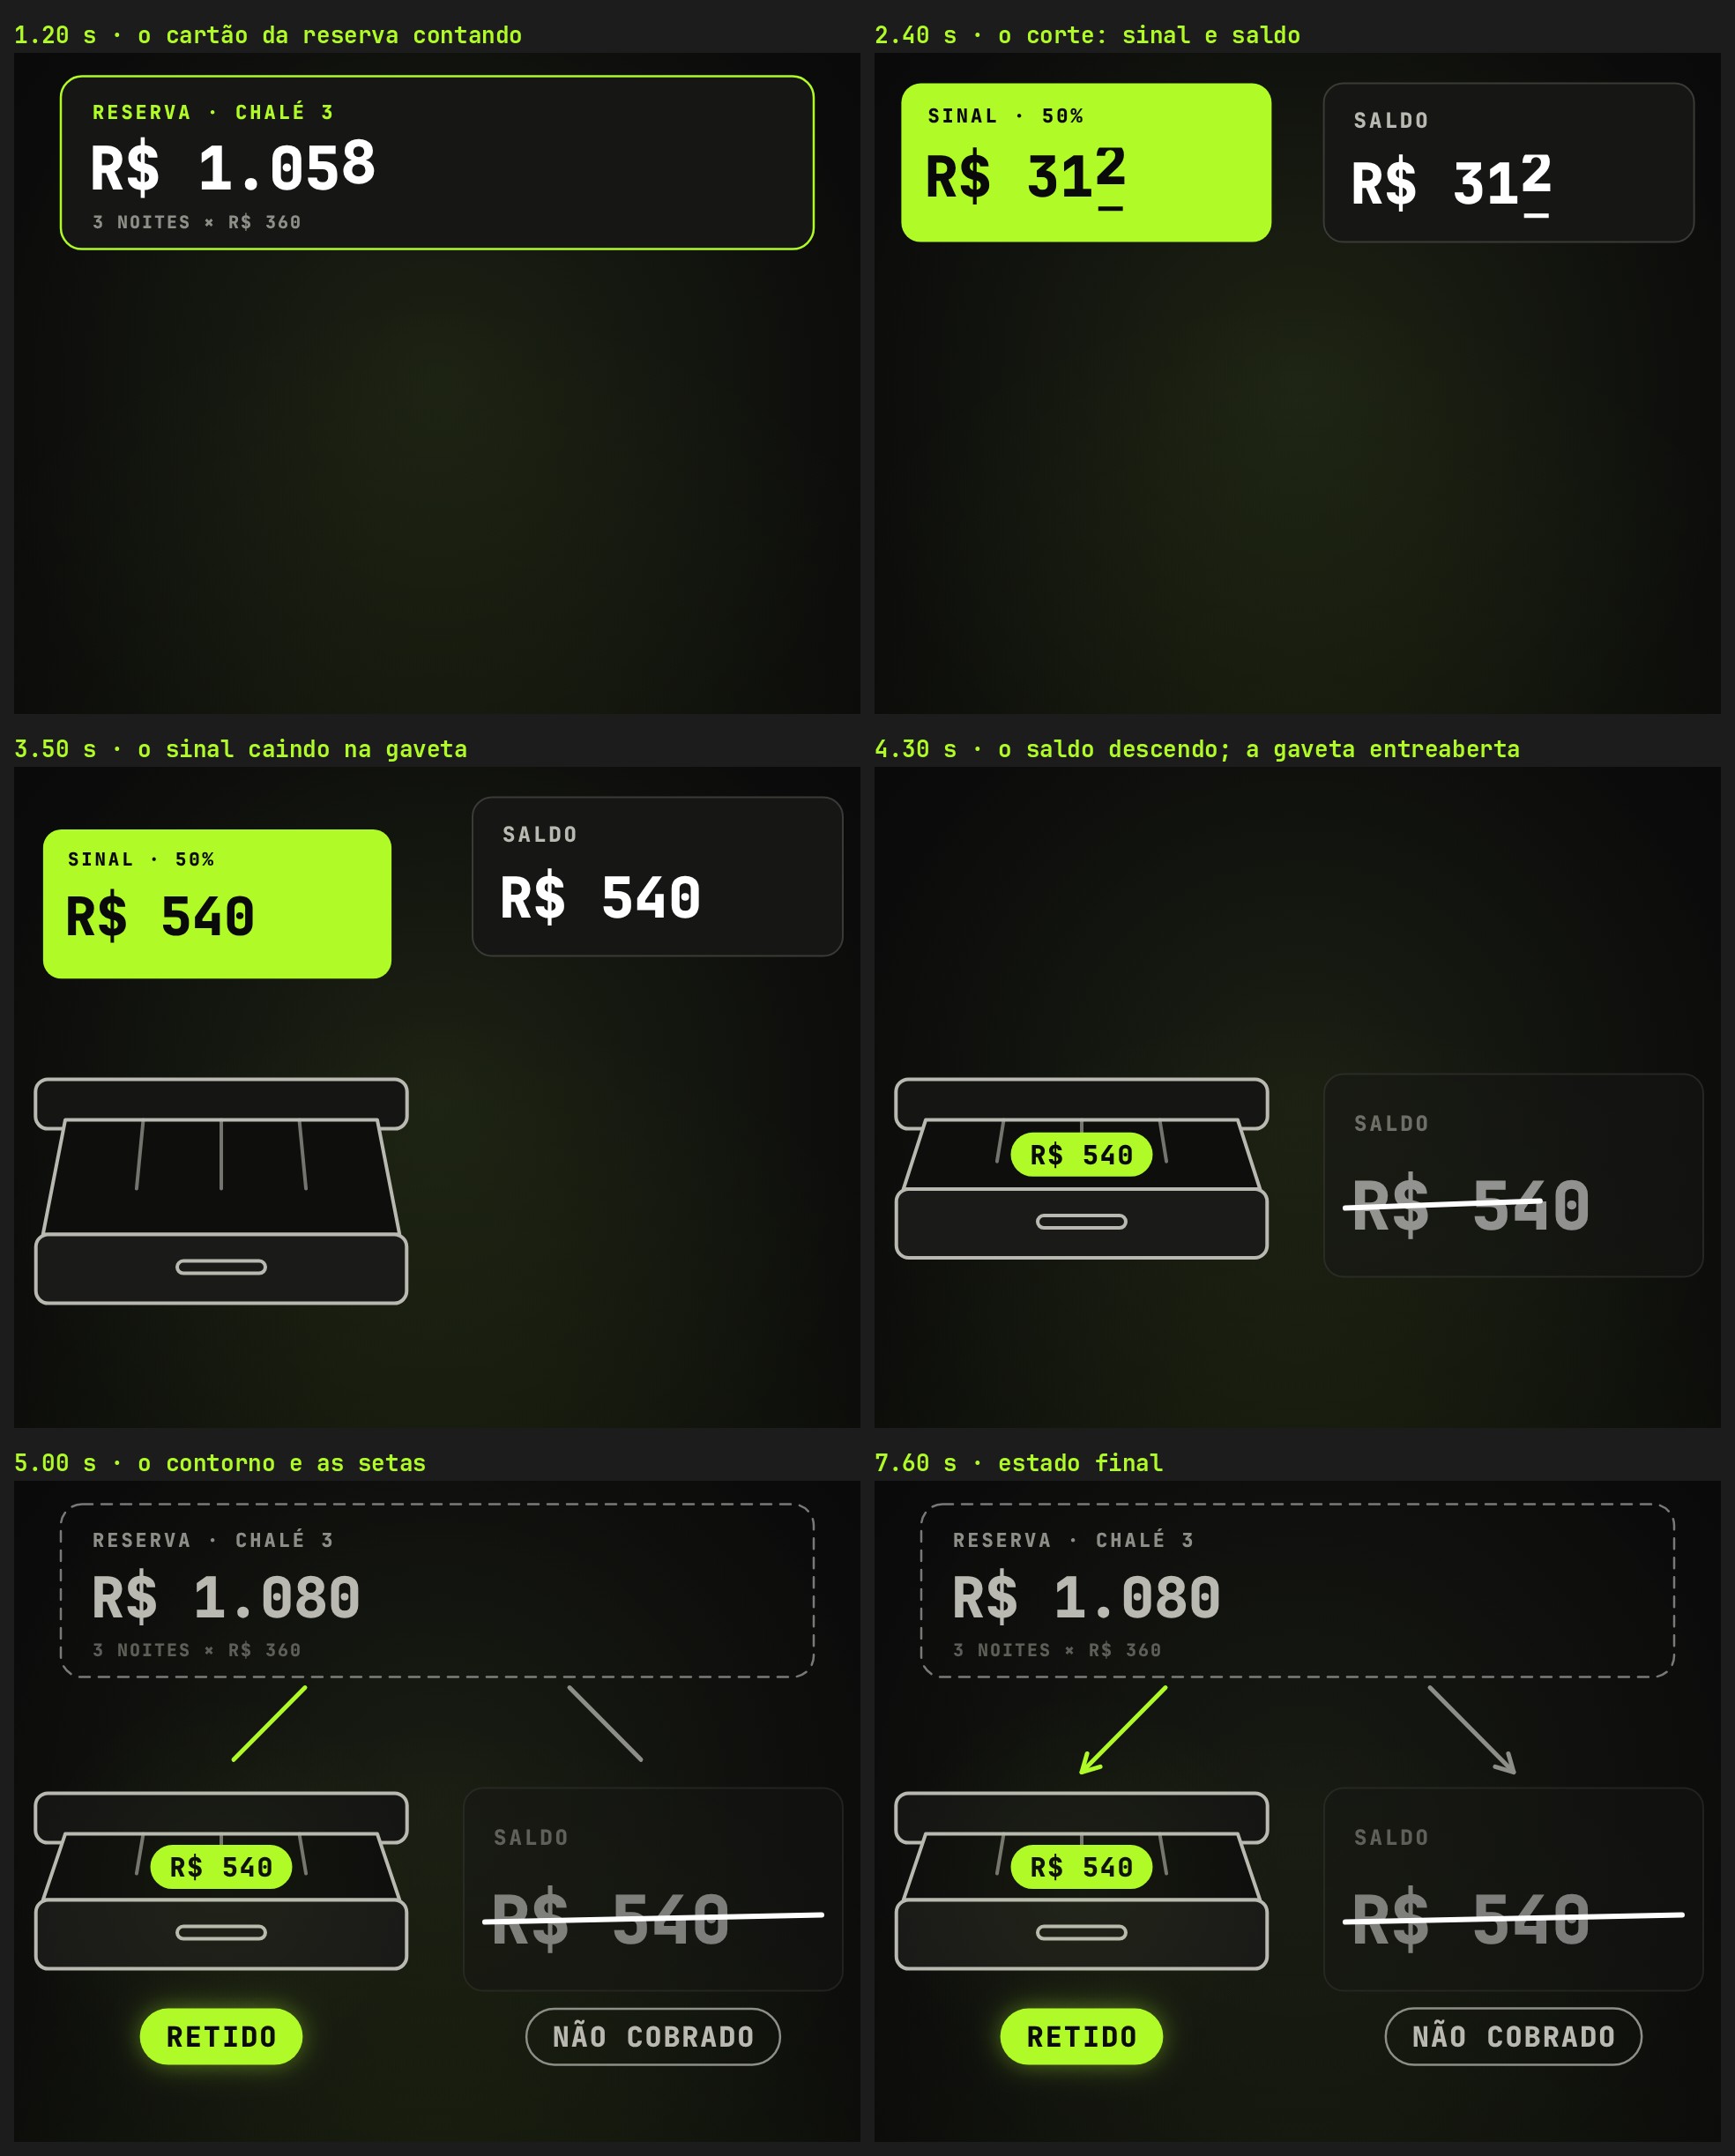 1.20 s · o cartão da reserva contando
RESERVA · CHALÉ 3
R$ 1.058
3 NOITES × R$ 360
2.40 s · o corte: sinal e saldo
SINAL · 50%
R$ 312
SALDO
R$ 312
3.50 s · o sinal caindo na gaveta
SINAL · 50%
R$ 540
SALDO
R$ 540
4.30 s · o saldo descendo; a gaveta entreaberta
R$ 540
SALDO
R$ 540
5.00 s · o contorno e as setas
RESERVA · CHALÉ 3
R$ 1.080
3 NOITES × R$ 360
R$ 540
SALDO
R$ 540
RETIDO
NÃO COBRADO
7.60 s · estado final
RESERVA · CHALÉ 3
R$ 1.080
3 NOITES × R$ 360
R$ 540
SALDO
R$ 540
RETIDO
NÃO COBRADO